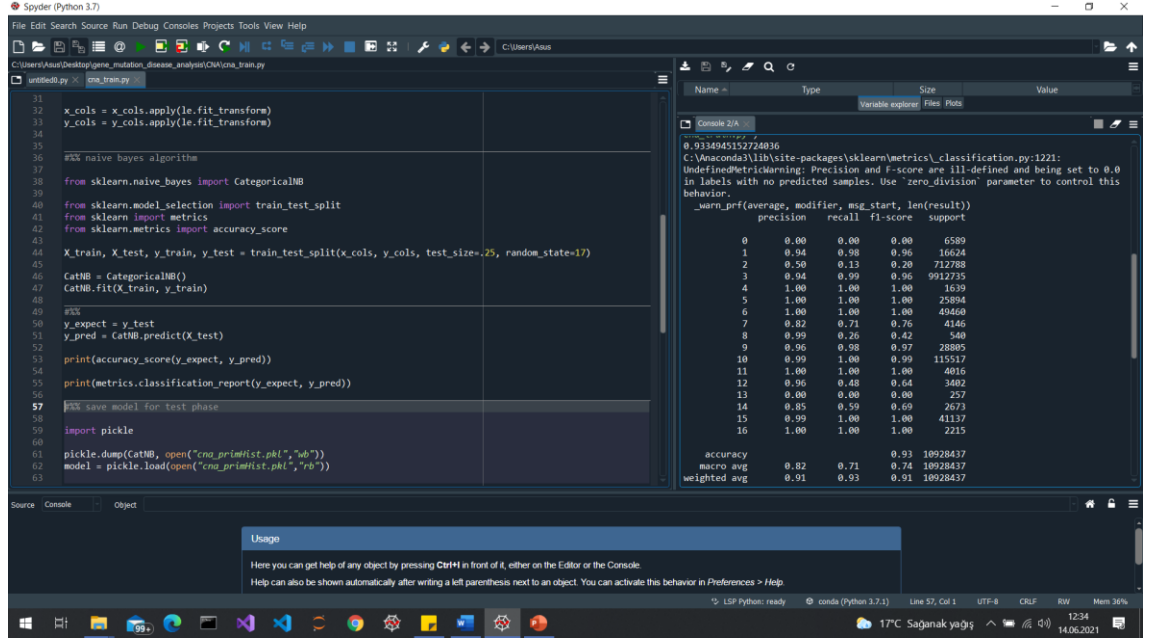 Spyder (Python 3.7)
File Edit Search Source Run Debug Consoles Projects Tools View Help
C:\Users\Asus
C:\Users\Asus\Desktop\gene_mutation_disease_analysis\CNA\cna_train.py
untitled0.py
cna_train.py
31
32 x_cols = x_cols.apply(le.fit_transform)
33 y_cols = y_cols.apply(le.fit_transform)
34
35
36 #%% naive bayes algorithm
37
38 from sklearn.naive_bayes import CategoricalNB
39
40 from sklearn.model_selection import train_test_split
41 from sklearn import metrics
42 from sklearn.metrics import accuracy_score
43
44 X_train, X_test, y_train, y_test = train_test_split(x_cols, y_cols, test_size=.25, random_state=17)
45
46 CatNB = CategoricalNB()
47 CatNB.fit(X_train, y_train)
48
49 #%%
50 y_expect = y_test
51 y_pred = CatNB.predict(X_test)
52
53 print(accuracy_score(y_expect, y_pred))
54
55 print(metrics.classification_report(y_expect, y_pred))
56
57 #%% save model for test phase
58
59 import pickle
60
61 pickle.dump(CatNB, open("cna_primHist.pkl","wb"))
62 model = pickle.load(open("cna_primHist.pkl","rb"))
63
Name Type Size Value
Variable explorer Files Plots
Console 2/A
0.9334945152724036
C:\Anaconda3\lib\site-packages\sklearn\metrics\_classification.py:1221:
UndefinedMetricWarning: Precision and F-score are ill-defined and being set to 0.0
in labels with no predicted samples. Use `zero_division` parameter to control this
behavior.
_warn_prf(average, modifier, msg_start, len(result))
precision recall f1-score support
0 0.00 0.00 0.00 6589
1 0.94 0.98 0.96 16624
2 0.50 0.13 0.20 712788
3 0.94 0.99 0.96 9912735
4 1.00 1.00 1.00 1639
5 1.00 1.00 1.00 25894
6 1.00 1.00 1.00 49460
7 0.82 0.71 0.76 4146
8 0.99 0.26 0.42 540
9 0.96 0.98 0.97 28805
10 0.99 1.00 0.99 115517
11 1.00 1.00 1.00 4016
12 0.96 0.48 0.64 3402
13 0.00 0.00 0.00 257
14 0.85 0.59 0.69 2673
15 0.99 1.00 1.00 41137
16 1.00 1.00 1.00 2215
accuracy 0.93 10928437
macro avg 0.82 0.71 0.74 10928437
weighted avg 0.91 0.93 0.91 10928437
Source Console Object
Usage
Here you can get help of any object by pressing Ctrl+I in front of it, either on the Editor or the Console.
Help can also be shown automatically after writing a left parenthesis next to an object. You can activate this behavior in Preferences > Help.
LSP Python: ready conda (Python 3.7.1) Line 57, Col 1 UTF-8 CRLF RW Mem 36%
99+
17°C Sağanak yağış
12:34
14.06.2021